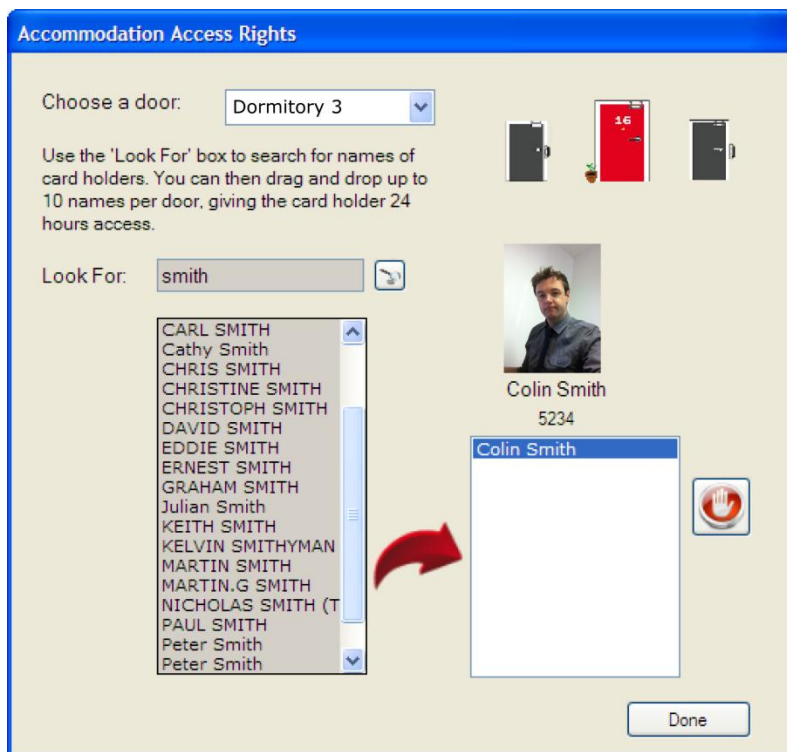 Accommodation Access Rights
Choose a door:
Dormitory 3
16
Use the 'Look For' box to search for names of
card holders. You can then drag and drop up to
10 names per door, giving the card holder 24
hours access.
Look For:
smith
CARL SMITH
Cathy Smith
CHRIS SMITH
CHRISTINE SMITH
CHRISTOPH SMITH
DAVID SMITH
EDDIE SMITH
ERNEST SMITH
GRAHAM SMITH
Julian Smith
KEITH SMITH
KELVIN SMITHYMAN
MARTIN SMITH
MARTIN.G SMITH
NICHOLAS SMITH (T
PAUL SMITH
Peter Smith
Peter Smith
Colin Smith
5234
Colin Smith
Done